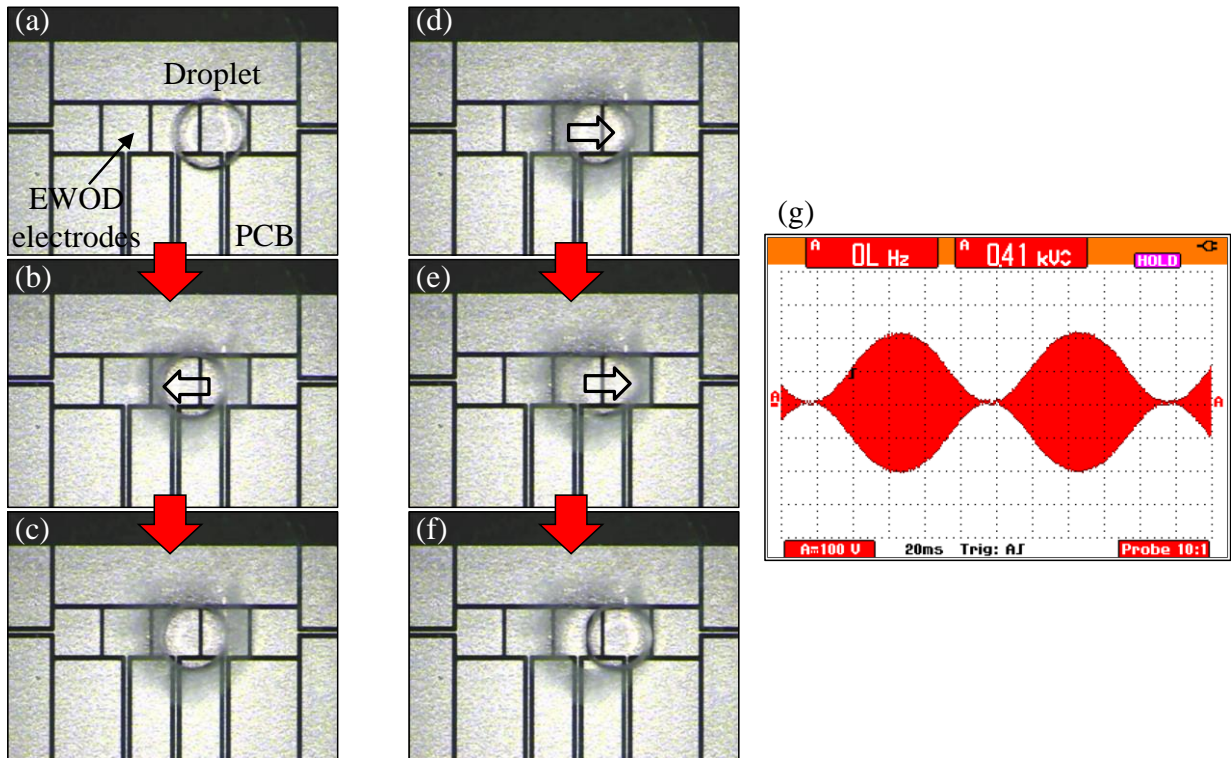 (a)
Droplet
EWOD
electrodes
PCB
(b)
(c)
(d)
(e)
(f)
(g)
A 0L Hz A 0.41 kV HOLD
A
A
A=100 V 20ms Trig: A Probe 10:1